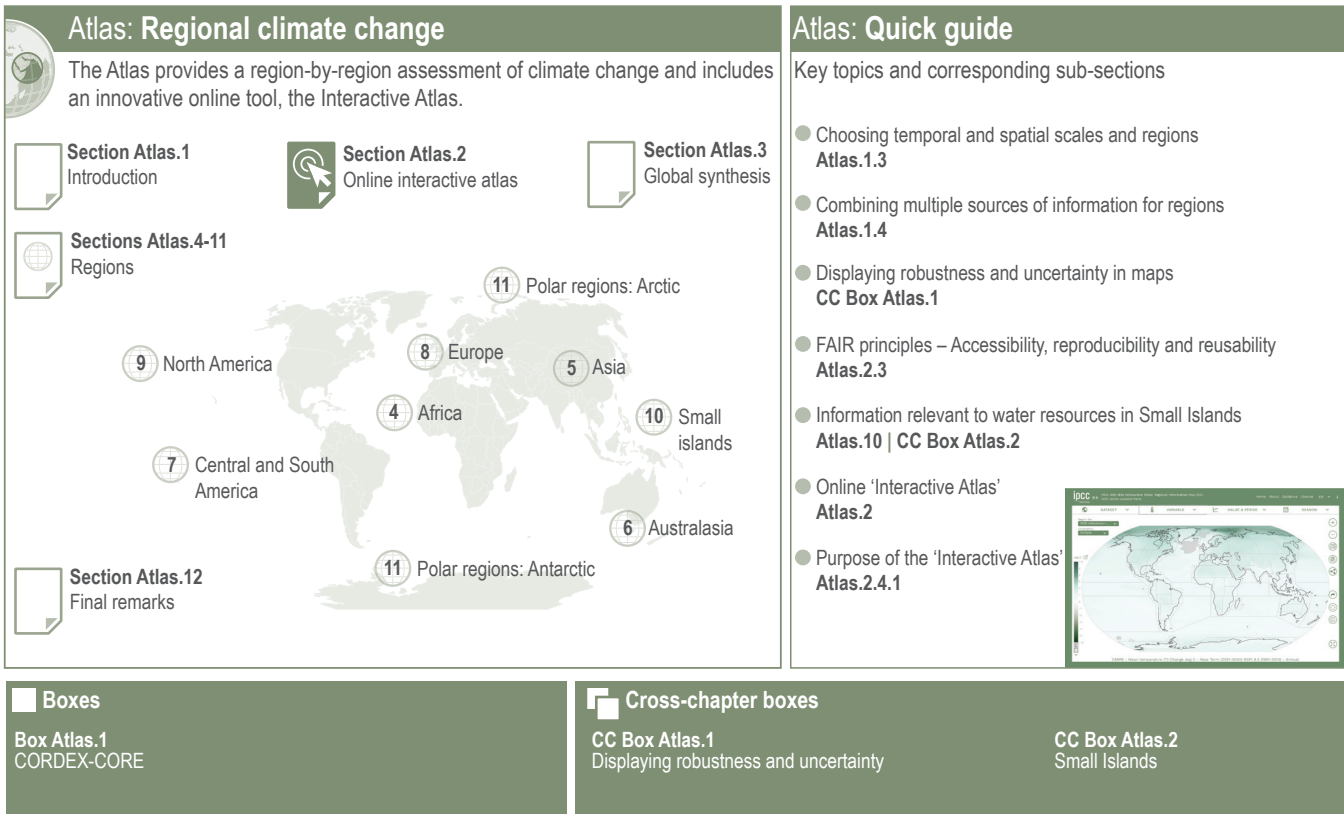 Atlas: Regional climate change
The Atlas provides a region-by-region assessment of climate change and includes
an innovative online tool, the Interactive Atlas.
Section Atlas.1
Introduction
Section Atlas.2
Online interactive atlas
Section Atlas.3
Global synthesis
Sections Atlas.4-11
Regions
11 Polar regions: Arctic
9 North America
8 Europe
5 Asia
4 Africa
10 Small
islands
7 Central and South
America
6 Australasia
11 Polar regions: Antarctic
Section Atlas.12
Final remarks
Atlas: Quick guide
Key topics and corresponding sub-sections
Choosing temporal and spatial scales and regions
Atlas.1.3
Combining multiple sources of information for regions
Atlas.1.4
Displaying robustness and uncertainty in maps
CC Box Atlas.1
FAIR principles – Accessibility, reproducibility and reusability
Atlas.2.3
Information relevant to water resources in Small Islands
Atlas.10 | CC Box Atlas.2
Online ‘Interactive Atlas’
Atlas.2
Purpose of the ‘Interactive Atlas’
Atlas.2.4.1
ipcc
DATASET
VARIABLE
VALUE & PERIOD
SEASON
Boxes
Box Atlas.1
CORDEX-CORE
Cross-chapter boxes
CC Box Atlas.1
Displaying robustness and uncertainty
CC Box Atlas.2
Small Islands